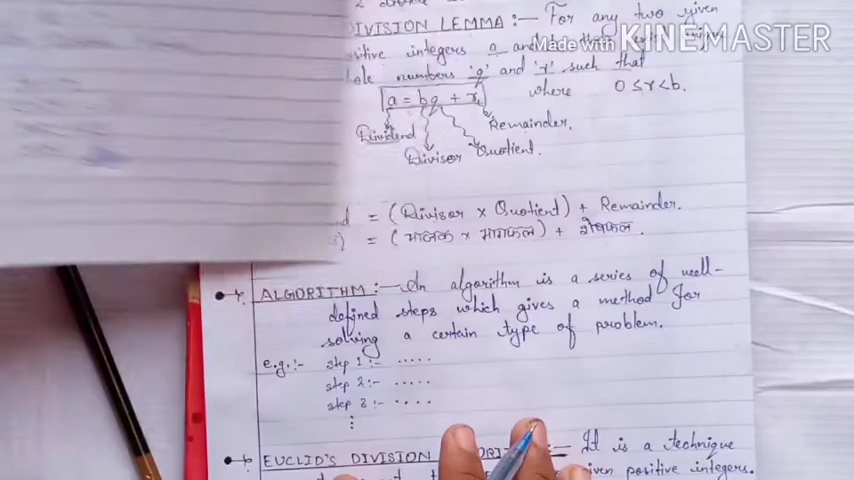 DIVISION LEMMA :— For any two given
positive integers a and
Made with KINEMASTER
numbers 'q' and 'r' such that
a = bq + r, where 0 ≤ r < b.
Dividend Remainder.
Divisor Quotient.
= (Divisor × Quotient) + Remainder.
= (भाजक × भागफल) + शेषफल.
ALGORITHM :— An algorithm is a series of well-
defined steps which gives a method for
solving a certain type of problem.
e.g.:- step 1 :- .....
step 2 :- .....
step 3 :- .....
EUCLID'S DIVISION :— It is a technique
given positive integers.